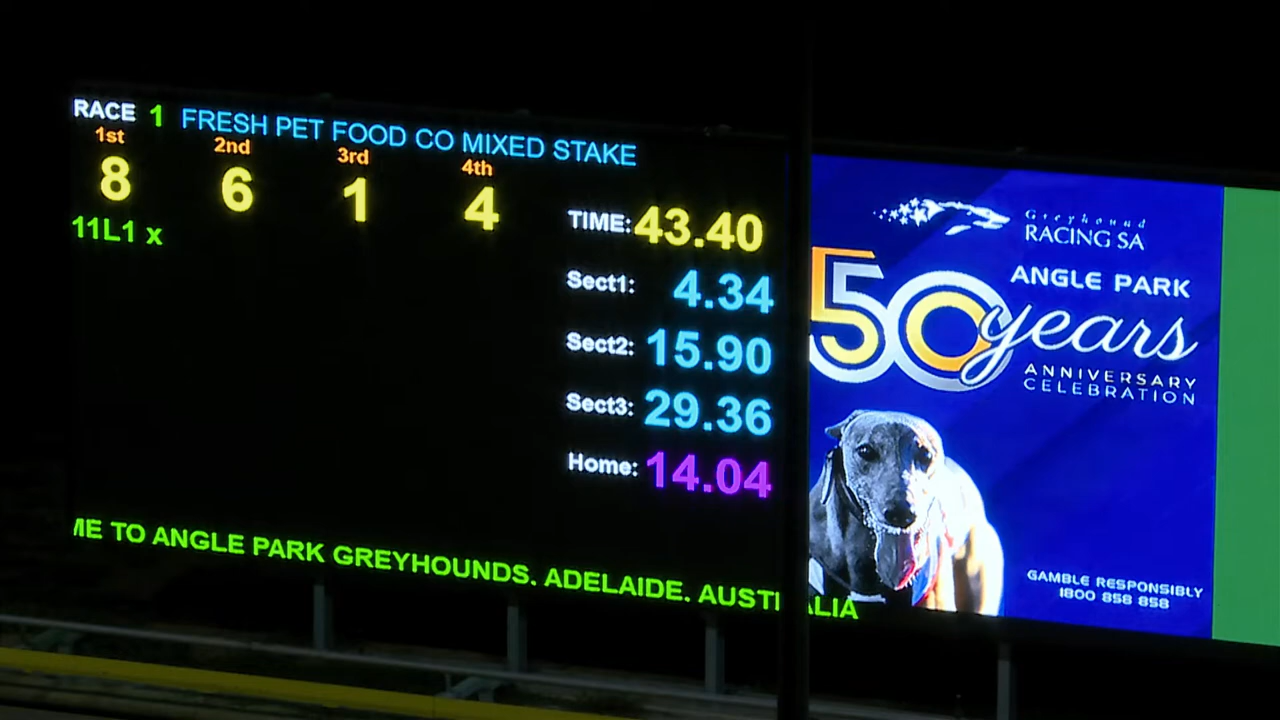 RACE 1 FRESH PET FOOD CO MIXED STAKE
1st 2nd 3rd 4th
8 6 1 4
11L1 x
TIME: 43.40
Sect1: 4.34
Sect2: 15.90
Sect3: 29.36
Home: 14.04
ME TO ANGLE PARK GREYHOUNDS. ADELAIDE. AUSTRALIA
Greyhound
RACING SA
ANGLE PARK
50 years
ANNIVERSARY
CELEBRATION
GAMBLE RESPONSIBLY
1800 858 858